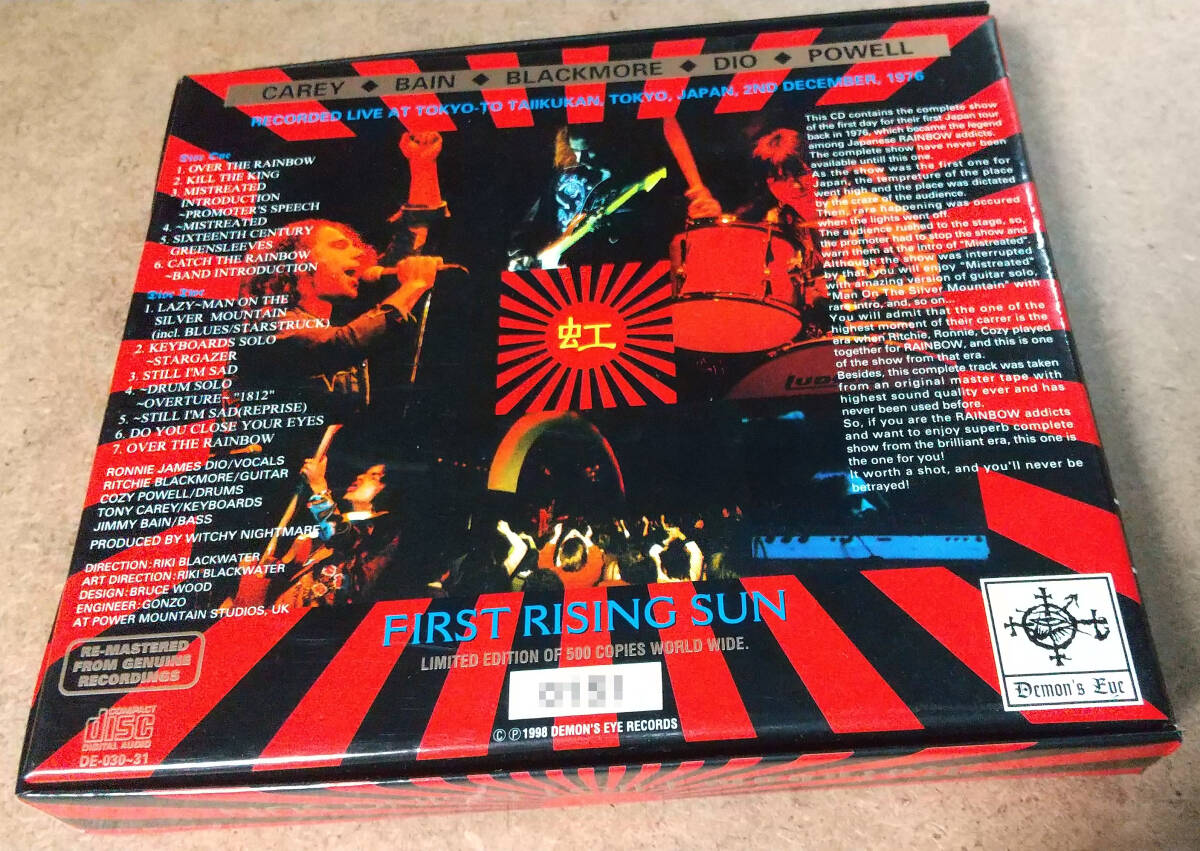 CAREY ◆ BAIN ◆ BLACKMORE ◆ DIO ◆ POWELL
RECORDED LIVE AT TOKYO-TO TAIIKUKAN, TOKYO, JAPAN, 2ND DECEMBER, 1976
Disc One
1. OVER THE RAINBOW
2. KILL THE KING
3. MISTREATED
INTRODUCTION
~PROMOTER'S SPEECH
4. ~MISTREATED
5. SIXTEENTH CENTURY
GREENSLEEVES
6. CATCH THE RAINBOW
~BAND INTRODUCTION
Disc Two
1. LAZY~MAN ON THE
SILVER MOUNTAIN
(incl. BLUES/STARSTRUCK)
2. KEYBOARDS SOLO
~STARGAZER
3. STILL I'M SAD
4. ~DRUM SOLO
~OVERTURE~ "1812"
5. ~STILL I'M SAD(REPRISE)
6. DO YOU CLOSE YOUR EYES
7. OVER THE RAINBOW
RONNIE JAMES DIO/VOCALS
RITCHIE BLACKMORE/GUITAR
COZY POWELL/DRUMS
TONY CAREY/KEYBOARDS
JIMMY BAIN/BASS
PRODUCED BY WITCHY NIGHTMARE
DIRECTION:RIKI BLACKWATER
ART DIRECTION:RIKI BLACKWATER
DESIGN:BRUCE WOOD
ENGINEER:GONZO
AT POWER MOUNTAIN STUDIOS, UK
RE-MASTERED
FROM GENUINE
RECORDINGS
COMPACT
disc
DIGITAL AUDIO
DE-030~31
This CD contains the complete show
of the first day for their first Japan tour
back in 1976, which became the legend
among Japanese RAINBOW addicts.
The complete show have never been
available untill this one.
As the show was the first one for
Japan, the tempreture of the place
went high and the place was dictated
by the craze of the audience.
Then, rara happening was occured
when the lights went off.
The audience rushed to the stage, so,
the promoter had to stop the show and
warn them at the intro of "Mistreated".
Although the show was interrupted
by that, you will enjoy "Mistreated"
with amazing version of guitar solo,
"Man On The Silver Mountain" with
rare intro, and, so on...
You will admit that the one of the
highest moment of their carrer is the
era when Ritchie, Ronnie, Cozy played
together for RAINBOW, and this is one
of the show from that era.
Besides, this complete track was taken
from an original master tape with
highest sound quality ever and has
never been used before.
So, if you are the RAINBOW addicts
and want to enjoy superb complete
show from the brilliant era, this one is
the one for you!
It worth a shot, and you'll never be
betrayed!
虹
LUD
FIRST RISING SUN
LIMITED EDITION OF 500 COPIES WORLD WIDE.
© ℗ 1998 DEMON'S EYE RECORDS
Demon's Eye